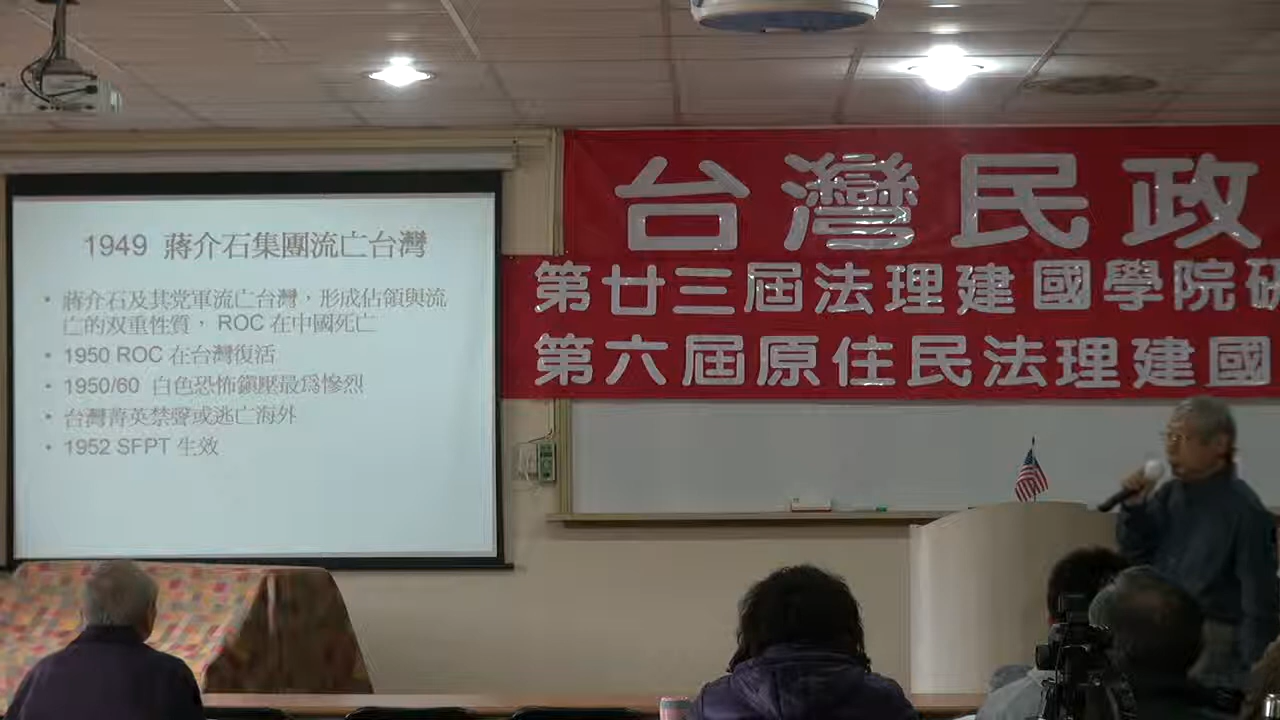 1949 蔣介石集團流亡台灣
• 蔣介石及其党軍流亡台灣，形成佔領與流
亡的双重性質， ROC 在中國死亡
• 1950 ROC 在台灣復活
• 1950/60 白色恐怖鎮壓最爲慘烈
• 台灣菁英禁聲或逃亡海外
• 1952 SFPT 生效
台灣民政
第廿三屆法理建國學院研
第六屆原住民法理建國